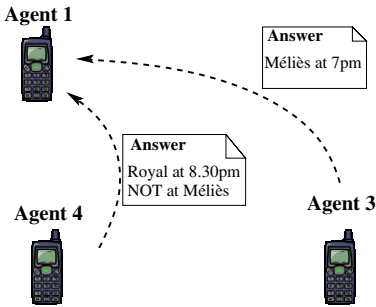 Agent 1
Answer
Méliès at 7pm
Answer
Royal at 8.30pm
NOT at Méliès
Agent 4
Agent 3